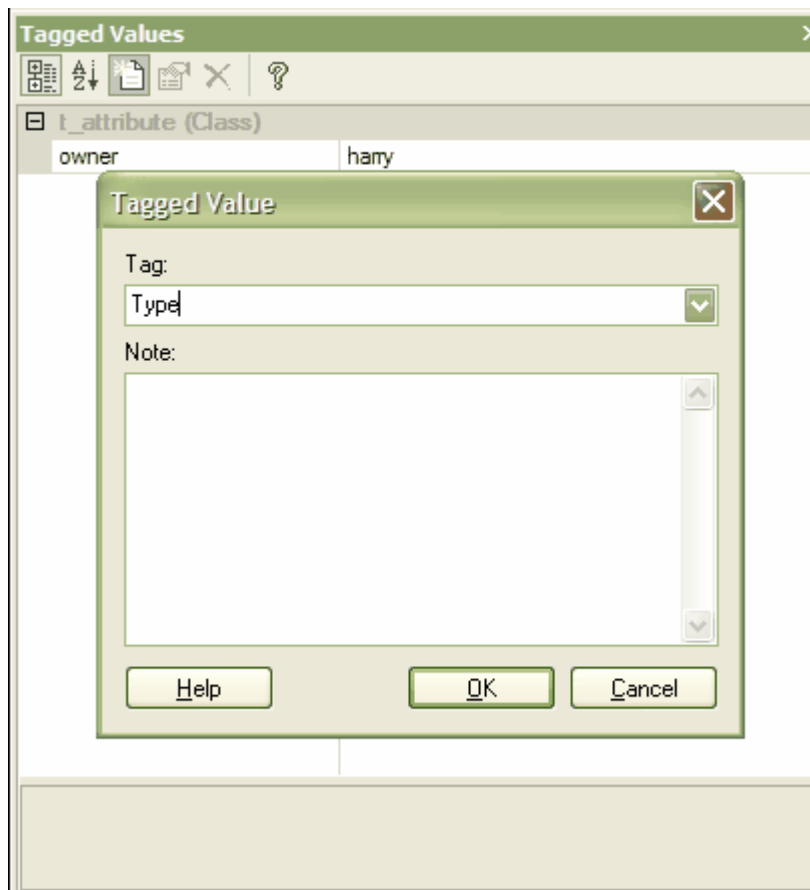 Tagged Values
t_attribute (Class)
owner harry
Tagged Value
Tag:
Type
Note:
Help OK Cancel